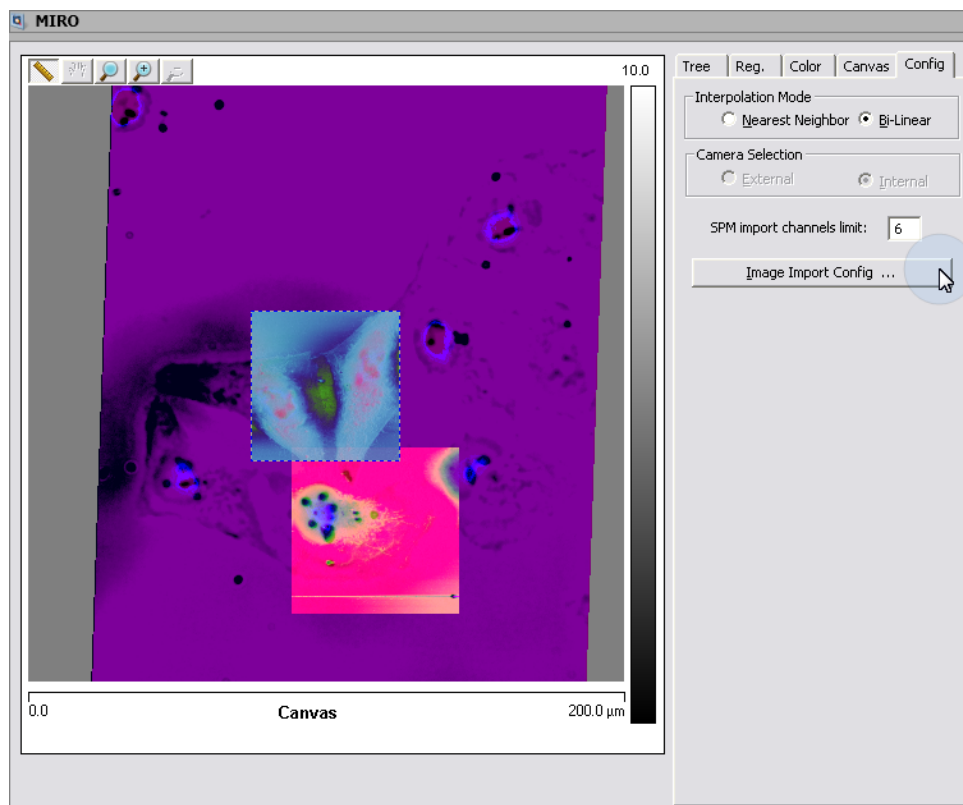 MIRO
10.0
Tree Reg. Color Canvas Config
Interpolation Mode
Nearest Neighbor Bi-Linear
Camera Selection
External Internal
SPM import channels limit: 6
Image Import Config ...
0.0 Canvas 200.0 µm